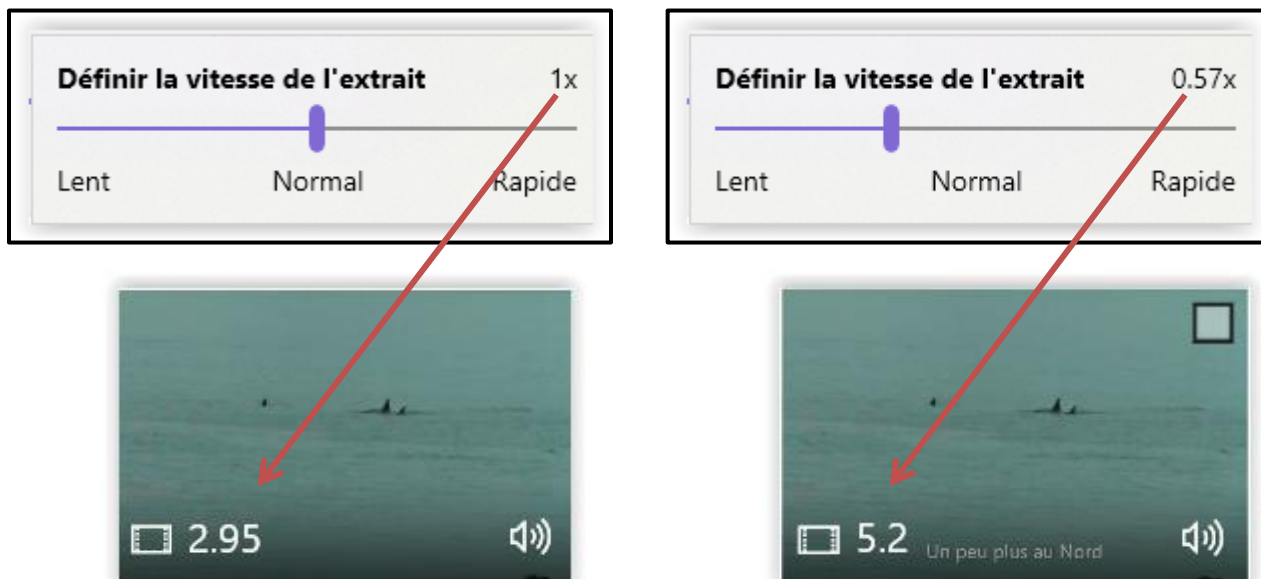 Définir la vitesse de l'extrait 1x
Lent Normal Rapide
2.95
Définir la vitesse de l'extrait 0.57x
Lent Normal Rapide
5.2 Un peu plus au Nord